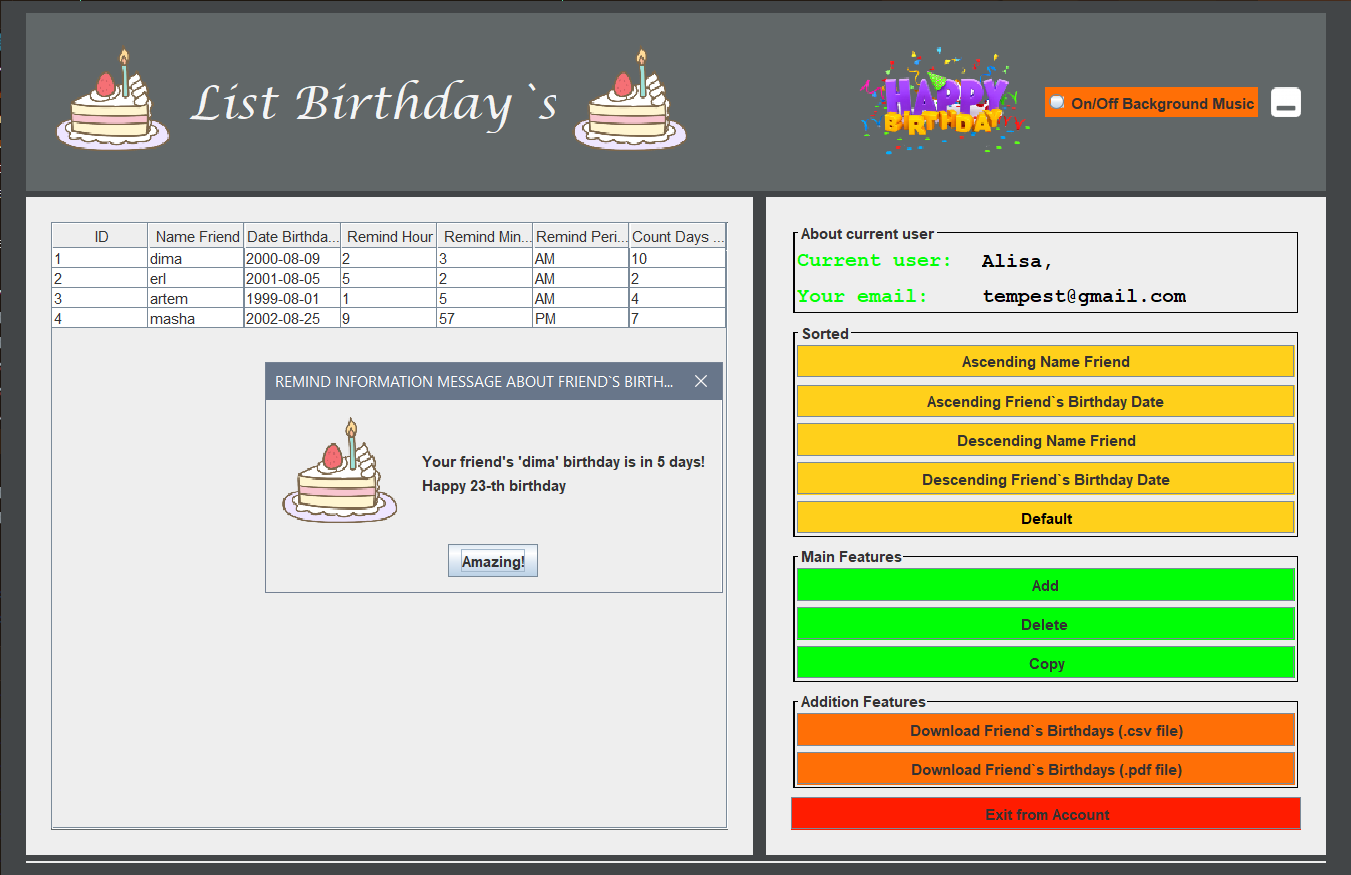 List Birthday`s
HAPPY
BIRTHDAY
On/Off Background Music
ID Name Friend Date Birthda... Remind Hour Remind Min... Remind Peri... Count Days ...
1 dima 2000-08-09 2 3 AM 10
2 erl 2001-08-05 5 2 AM 2
3 artem 1999-08-01 1 5 AM 4
4 masha 2002-08-25 9 57 PM 7
REMIND INFORMATION MESSAGE ABOUT FRIEND`S BIRTH...
Your friend's 'dima' birthday is in 5 days!
Happy 23-th birthday
Amazing!
About current user
Current user: Alisa,
Your email: tempest@gmail.com
Sorted
Ascending Name Friend
Ascending Friend`s Birthday Date
Descending Name Friend
Descending Friend`s Birthday Date
Default
Main Features
Add
Delete
Copy
Addition Features
Download Friend`s Birthdays (.csv file)
Download Friend`s Birthdays (.pdf file)
Exit from Account